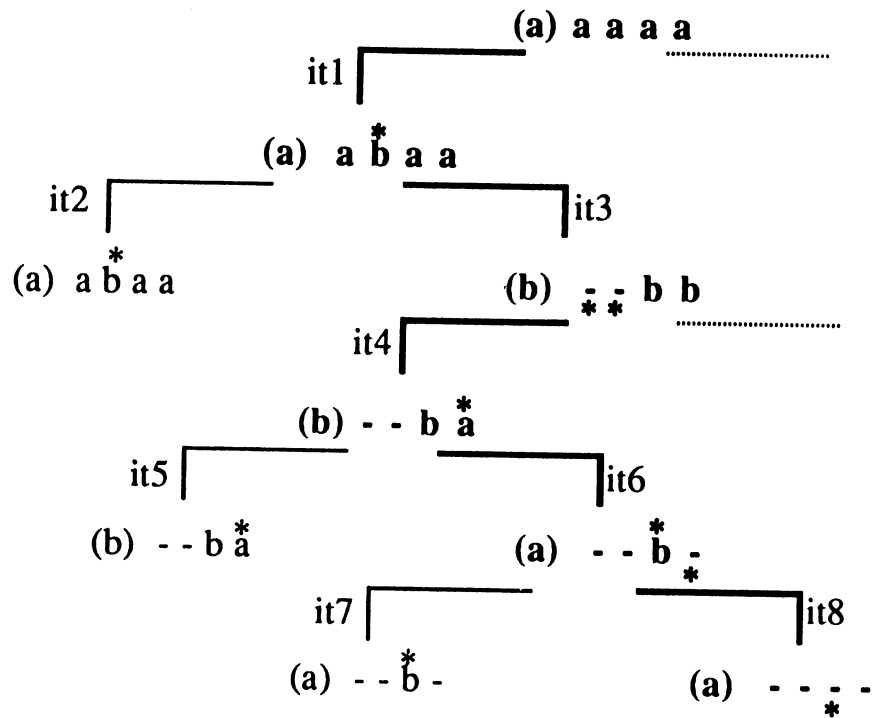 (a) a a a a
it1
*
(a) a b a a
it2
it3
*
(a) a b a a
(b) - - b b
* *
it4
*
(b) - - b a
it5
it6
*
(b) - - b a
*
(a) - - b -
*
it7
it8
*
(a) - - b -
(a) - - - -
*